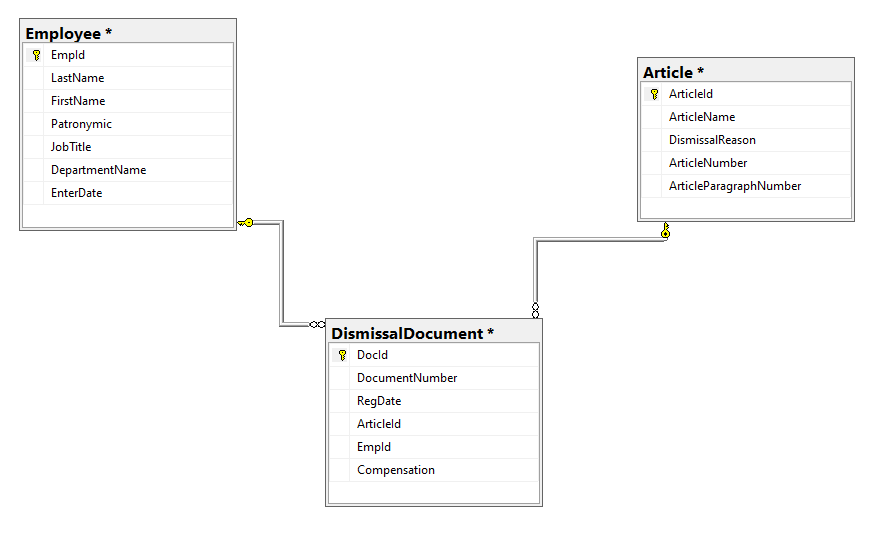 Employee *
EmpId
LastName
FirstName
Patronymic
JobTitle
DepartmentName
EnterDate
Article *
ArticleId
ArticleName
DismissalReason
ArticleNumber
ArticleParagraphNumber
DismissalDocument *
DocId
DocumentNumber
RegDate
ArticleId
EmpId
Compensation